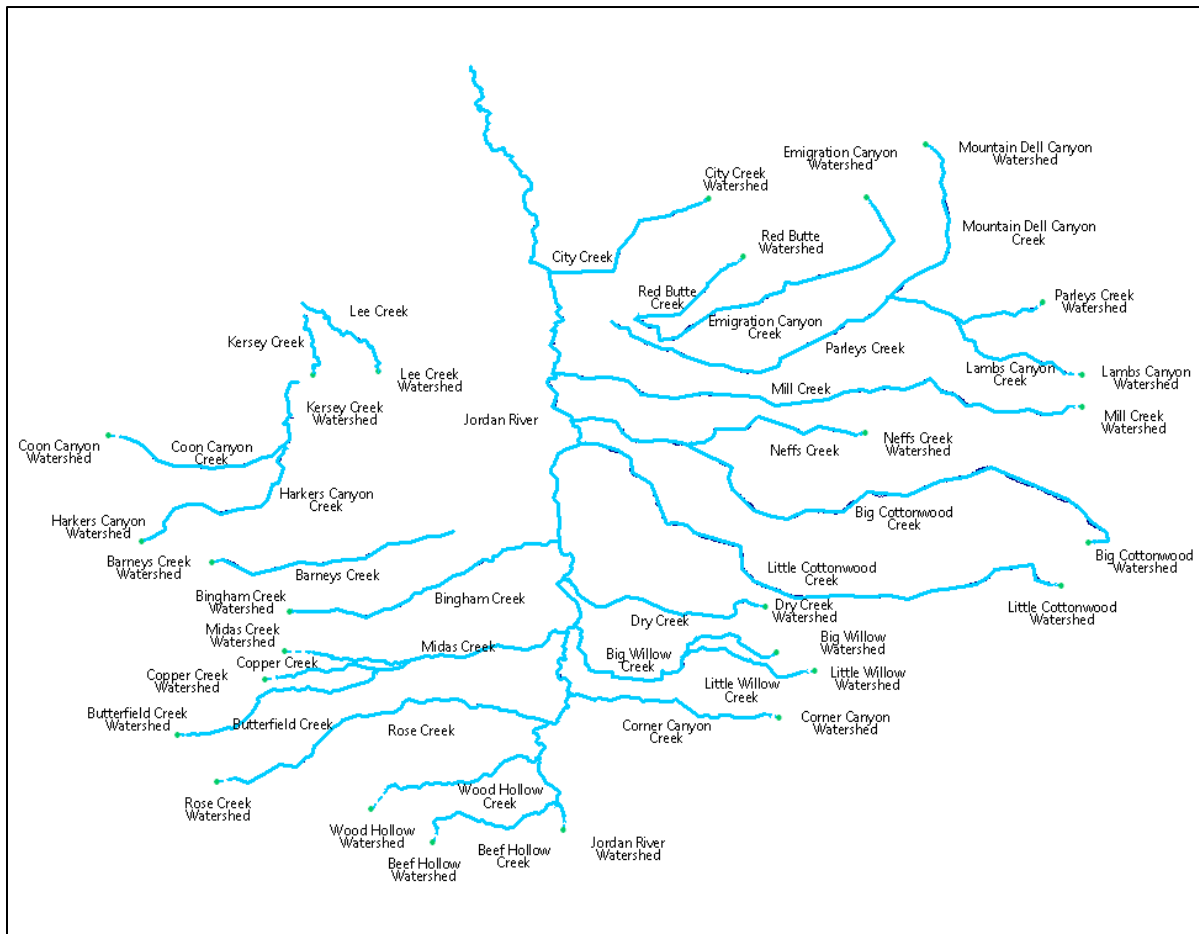 Emigration Canyon
Watershed
Mountain Dell Canyon
Watershed
City Creek
Watershed
Mountain Dell Canyon
Creek
Red Butte
Watershed
City Creek
Red Butte
Creek
Parleys Creek
Watershed
Lee Creek
Emigration Canyon
Creek
Kersey Creek
Parleys Creek
Lambs Canyon
Creek
Lambs Canyon
Watershed
Lee Creek
Watershed
Mill Creek
Kersey Creek
Watershed
Jordan River
Mill Creek
Watershed
Coon Canyon
Watershed
Coon Canyon
Creek
Neffs Creek
Neffs Creek
Watershed
Harkers Canyon
Creek
Big Cottonwood
Creek
Harkers Canyon
Watershed
Big Cottonwood
Watershed
Barneys Creek
Watershed
Barneys Creek
Little Cottonwood
Creek
Bingham Creek
Watershed
Bingham Creek
Dry Creek
Dry Creek
Watershed
Little Cottonwood
Watershed
Midas Creek
Watershed
Midas Creek
Big Willow
Creek
Big Willow
Watershed
Copper Creek
Copper Creek
Watershed
Little Willow
Creek
Little Willow
Watershed
Butterfield Creek
Watershed
Butterfield Creek
Rose Creek
Corner Canyon
Creek
Corner Canyon
Watershed
Rose Creek
Watershed
Wood Hollow
Creek
Wood Hollow
Watershed
Beef Hollow
Watershed
Beef Hollow
Creek
Jordan River
Watershed